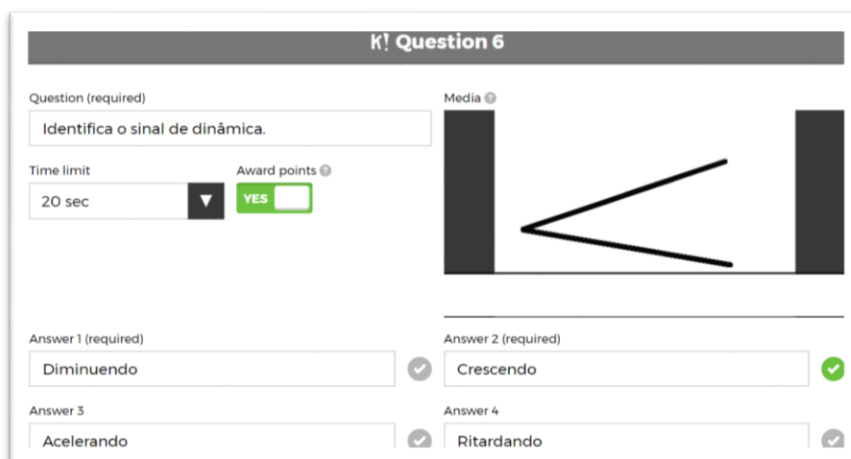 K! Question 6
Question (required)
Media ?
Identifica o sinal de dinâmica.
Time limit
Award points ?
20 sec
YES
Answer 1 (required)
Answer 2 (required)
Diminuendo
Crescendo
Answer 3
Answer 4
Acelerando
Ritardando